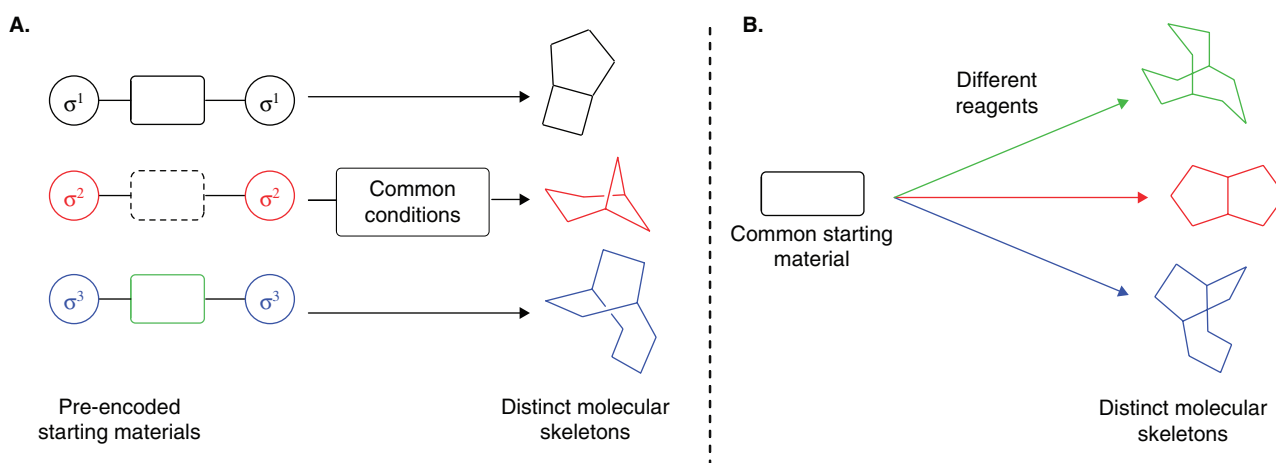 A.
σ¹ σ¹
σ² σ²
Common
conditions
σ³ σ³
Pre-encoded
starting materials
Distinct molecular
skeletons
B.
Different
reagents
Common starting
material
Distinct molecular
skeletons